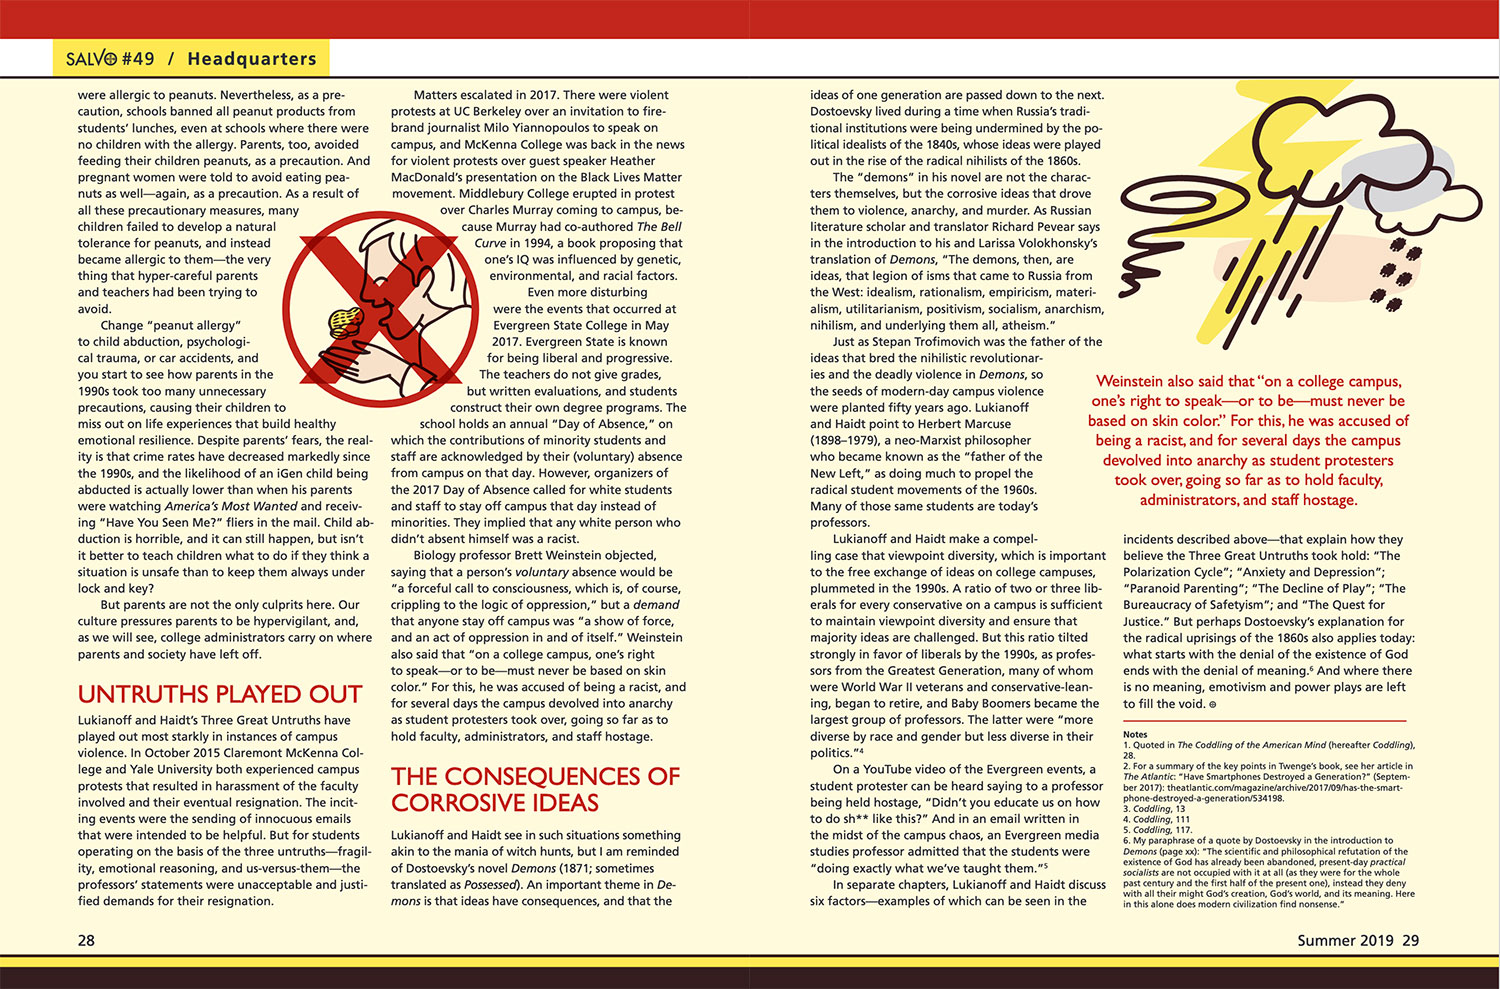 SALVO #49 / Headquarters
were allergic to peanuts. Nevertheless, as a pre-
caution, schools banned all peanut products from
students’ lunches, even at schools where there were
no children with the allergy. Parents, too, avoided
feeding their children peanuts, as a precaution. And
pregnant women were told to avoid eating pea-
nuts as well—again, as a precaution. As a result of
all these precautionary measures, many
children failed to develop a natural
tolerance for peanuts, and instead
became allergic to them—the very
thing that hyper-careful parents
and teachers had been trying to
avoid.
Change “peanut allergy”
to child abduction, psychologi-
cal trauma, or car accidents, and
you start to see how parents in the
1990s took too many unnecessary
precautions, causing their children to
miss out on life experiences that build healthy
emotional resilience. Despite parents’ fears, the real-
ity is that crime rates have decreased markedly since
the 1990s, and the likelihood of an iGen child being
abducted is actually lower than when his parents
were watching America’s Most Wanted and receiv-
ing “Have You Seen Me?” fliers in the mail. Child ab-
duction is horrible, and it can still happen, but isn’t
it better to teach children what to do if they think a
situation is unsafe than to keep them always under
lock and key?
But parents are not the only culprits here. Our
culture pressures parents to be hypervigilant, and,
as we will see, college administrators carry on where
parents and society have left off.
UNTRUTHS PLAYED OUT
Lukianoff and Haidt’s Three Great Untruths have
played out most starkly in instances of campus
violence. In October 2015 Claremont McKenna Col-
lege and Yale University both experienced campus
protests that resulted in harassment of the faculty
involved and their eventual resignation. The incit-
ing events were the sending of innocuous emails
that were intended to be helpful. But for students
operating on the basis of the three untruths—fragil-
ity, emotional reasoning, and us-versus-them—the
professors’ statements were unacceptable and justi-
fied demands for their resignation.
Matters escalated in 2017. There were violent
protests at UC Berkeley over an invitation to fire-
brand journalist Milo Yiannopoulos to speak on
campus, and McKenna College was back in the news
for violent protests over guest speaker Heather
MacDonald’s presentation on the Black Lives Matter
movement. Middlebury College erupted in protest
over Charles Murray coming to campus, be-
cause Murray had co-authored The Bell
Curve in 1994, a book proposing that
one’s IQ was influenced by genetic,
environmental, and racial factors.
Even more disturbing
were the events that occurred at
Evergreen State College in May
2017. Evergreen State is known
for being liberal and progressive.
The teachers do not give grades,
but written evaluations, and students
construct their own degree programs. The
school holds an annual “Day of Absence,” on
which the contributions of minority students and
staff are acknowledged by their (voluntary) absence
from campus on that day. However, organizers of
the 2017 Day of Absence called for white students
and staff to stay off campus that day instead of
minorities. They implied that any white person who
didn’t absent himself was a racist.
Biology professor Brett Weinstein objected,
saying that a person’s voluntary absence would be
“a forceful call to consciousness, which is, of course,
crippling to the logic of oppression,” but a demand
that anyone stay off campus was “a show of force,
and an act of oppression in and of itself.” Weinstein
also said that “on a college campus, one’s right
to speak—or to be—must never be based on skin
color.” For this, he was accused of being a racist, and
for several days the campus devolved into anarchy
as student protesters took over, going so far as to
hold faculty, administrators, and staff hostage.
THE CONSEQUENCES OF
CORROSIVE IDEAS
Lukianoff and Haidt see in such situations something
akin to the mania of witch hunts, but I am reminded
of Dostoevsky’s novel Demons (1871; sometimes
translated as Possessed). An important theme in De-
mons is that ideas have consequences, and that the
28
ideas of one generation are passed down to the next.
Dostoevsky lived during a time when Russia’s tradi-
tional institutions were being undermined by the po-
litical idealists of the 1840s, whose ideas were played
out in the rise of the radical nihilists of the 1860s.
The “demons” in his novel are not the charac-
ters themselves, but the corrosive ideas that drove
them to violence, anarchy, and murder. As Russian
literature scholar and translator Richard Pevear says
in the introduction to his and Larissa Volokhonsky’s
translation of Demons, “The demons, then, are
ideas, that legion of isms that came to Russia from
the West: idealism, rationalism, empiricism, materi-
alism, utilitarianism, positivism, socialism, anarchism,
nihilism, and underlying them all, atheism.”
Just as Stepan Trofimovich was the father of the
ideas that bred the nihilistic revolutionar-
ies and the deadly violence in Demons, so
the seeds of modern-day campus violence
were planted fifty years ago. Lukianoff
and Haidt point to Herbert Marcuse
(1898–1979), a neo-Marxist philosopher
who became known as the “father of the
New Left,” as doing much to propel the
radical student movements of the 1960s.
Many of those same students are today’s
professors.
Lukianoff and Haidt make a compel-
ling case that viewpoint diversity, which is important
to the free exchange of ideas on college campuses,
plummeted in the 1990s. A ratio of two or three lib-
erals for every conservative on a campus is sufficient
to maintain viewpoint diversity and ensure that
majority ideas are challenged. But this ratio tilted
strongly in favor of liberals by the 1990s, as profes-
sors from the Greatest Generation, many of whom
were World War II veterans and conservative-lean-
ing, began to retire, and Baby Boomers became the
largest group of professors. The latter were “more
diverse by race and gender but less diverse in their
politics.”⁴
On a YouTube video of the Evergreen events, a
student protester can be heard saying to a professor
being held hostage, “Didn’t you educate us on how
to do sh** like this?” And in an email written in
the midst of the campus chaos, an Evergreen media
studies professor admitted that the students were
“doing exactly what we’ve taught them.”⁵
In separate chapters, Lukianoff and Haidt discuss
six factors—examples of which can be seen in the
Weinstein also said that “on a college campus,
one’s right to speak—or to be—must never be
based on skin color.” For this, he was accused of
being a racist, and for several days the campus
devolved into anarchy as student protesters
took over, going so far as to hold faculty,
administrators, and staff hostage.
incidents described above—that explain how they
believe the Three Great Untruths took hold: “The
Polarization Cycle”; “Anxiety and Depression”;
“Paranoid Parenting”; “The Decline of Play”; “The
Bureaucracy of Safetyism”; and “The Quest for
Justice.” But perhaps Dostoevsky’s explanation for
the radical uprisings of the 1860s also applies today:
what starts with the denial of the existence of God
ends with the denial of meaning.⁶ And where there
is no meaning, emotivism and power plays are left
to fill the void.
Notes
1. Quoted in The Coddling of the American Mind (hereafter Coddling),
28.
2. For a summary of the key points in Twenge’s book, see her article in
The Atlantic: “Have Smartphones Destroyed a Generation?” (Septem-
ber 2017): theatlantic.com/magazine/archive/2017/09/has-the-smart-
phone-destroyed-a-generation/534198.
3. Coddling, 13
4. Coddling, 111
5. Coddling, 117.
6. My paraphrase of a quote by Dostoevsky in the introduction to
Demons (page xx): “The scientific and philosophical refutation of the
existence of God has already been abandoned, present-day practical
socialists are not occupied with it at all (as they were for the whole
past century and the first half of the present one), instead they deny
with all their might God’s creation, God’s world, and its meaning. Here
in this alone does modern civilization find nonsense.”
Summer 2019 29